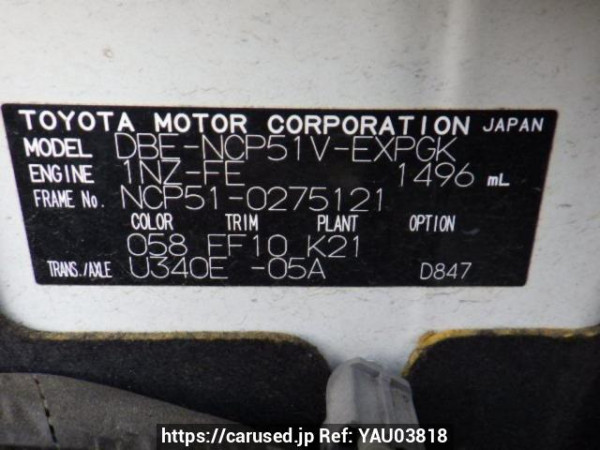 TOYOTA MOTOR CORPORATION JAPAN
MODEL DBE-NCP51V-EXPGK
ENGINE 1NZ-FE 1496 mL
FRAME No. NCP51-0275121
COLOR TRIM PLANT OPTION
058 FF10 K21
TRANS./AXLE U340E -05A D847
https://carused.jp Ref: YAU03818